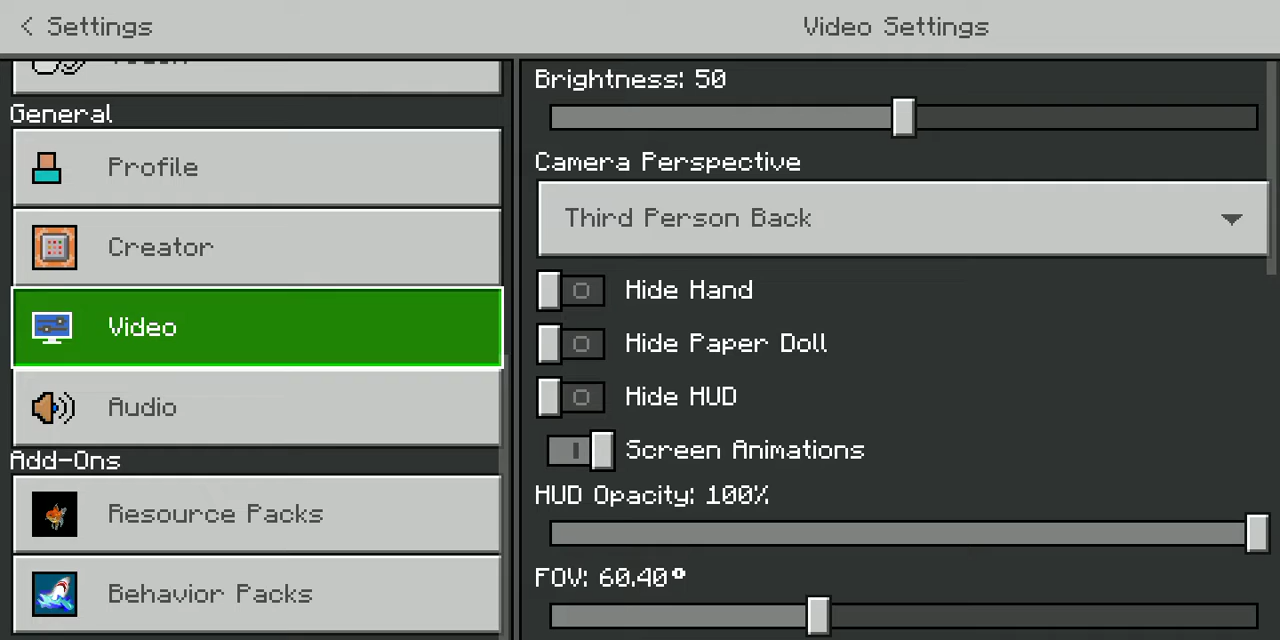 Settings
Video Settings
General
Profile
Creator
Video
Audio
Add-Ons
Resource Packs
Behavior Packs
Brightness: 50
Camera Perspective
Third Person Back
Hide Hand
Hide Paper Doll
Hide HUD
Screen Animations
HUD Opacity: 100%
FOV: 60.40°